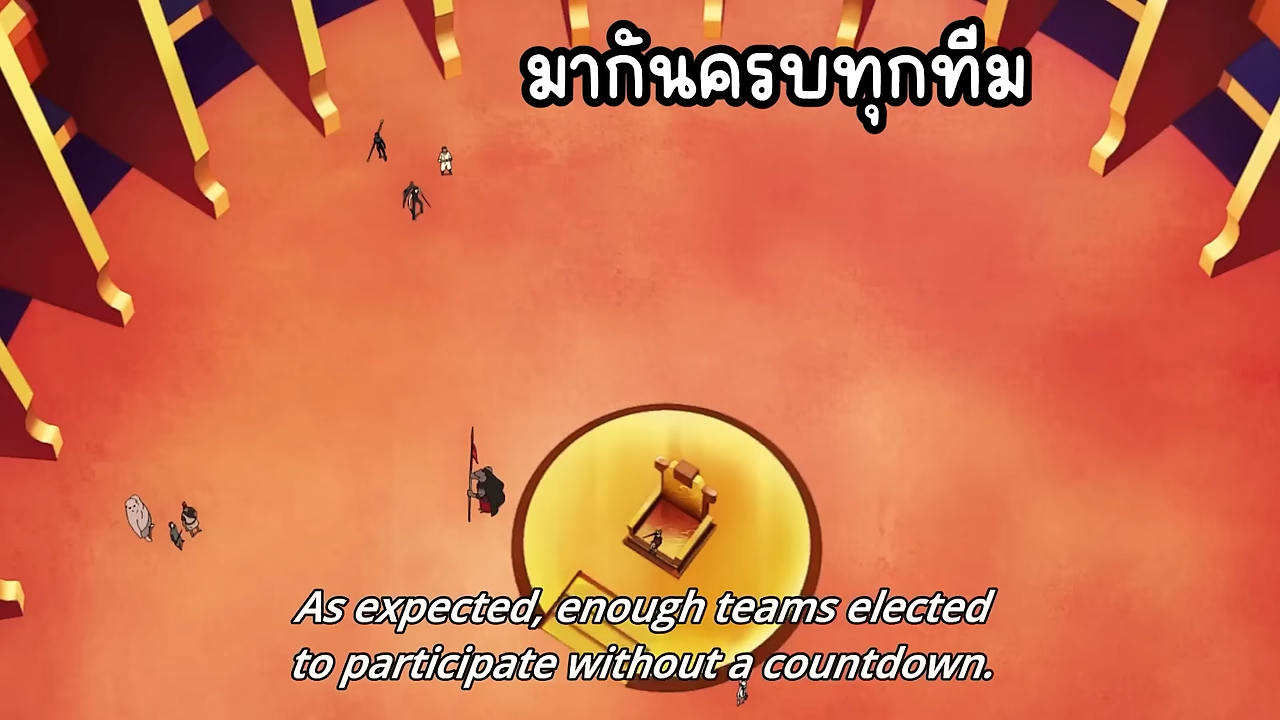 มากันครบทุกทีม
As expected, enough teams elected
to participate without a countdown.